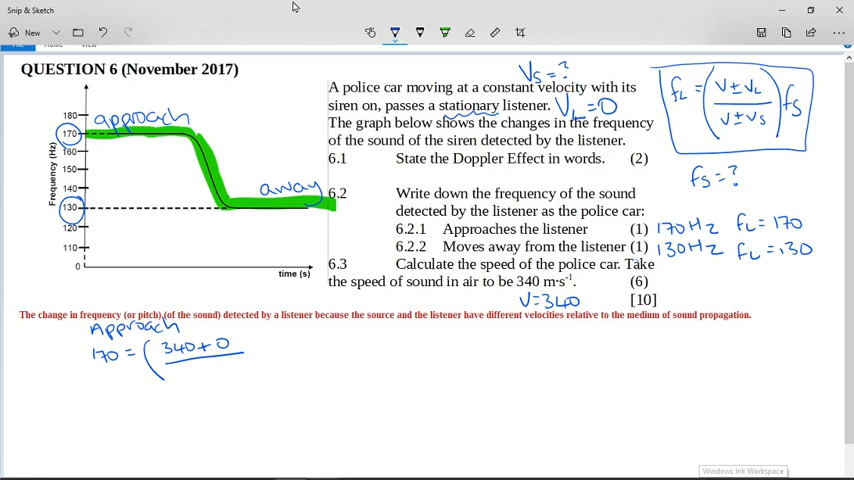 Snip & Sketch
New
File Home View
QUESTION 6 (November 2017)
Vs = ?
A police car moving at a constant velocity with its
siren on, passes a stationary listener. VL = 0
The graph below shows the changes in the frequency
of the sound of the siren detected by the listener.
6.1 State the Doppler Effect in words. (2)
6.2 Write down the frequency of the sound
detected by the listener as the police car:
6.2.1 Approaches the listener (1) 170Hz fL = 170
6.2.2 Moves away from the listener (1) 130Hz fL = 130
6.3 Calculate the speed of the police car. Take
the speed of sound in air to be 340 m·s⁻¹. (6)
V = 340 [10]
fL = (V ± VL / V ± Vs) fs
fs = ?
approach
away
Frequency (Hz)
180
170
160
150
140
130
120
110
0
time (s)
The change in frequency (or pitch) (of the sound) detected by a listener because the source and the listener have different velocities relative to the medium of sound propagation.
Approach
170 = ( 340 + 0
Windows Ink Workspace